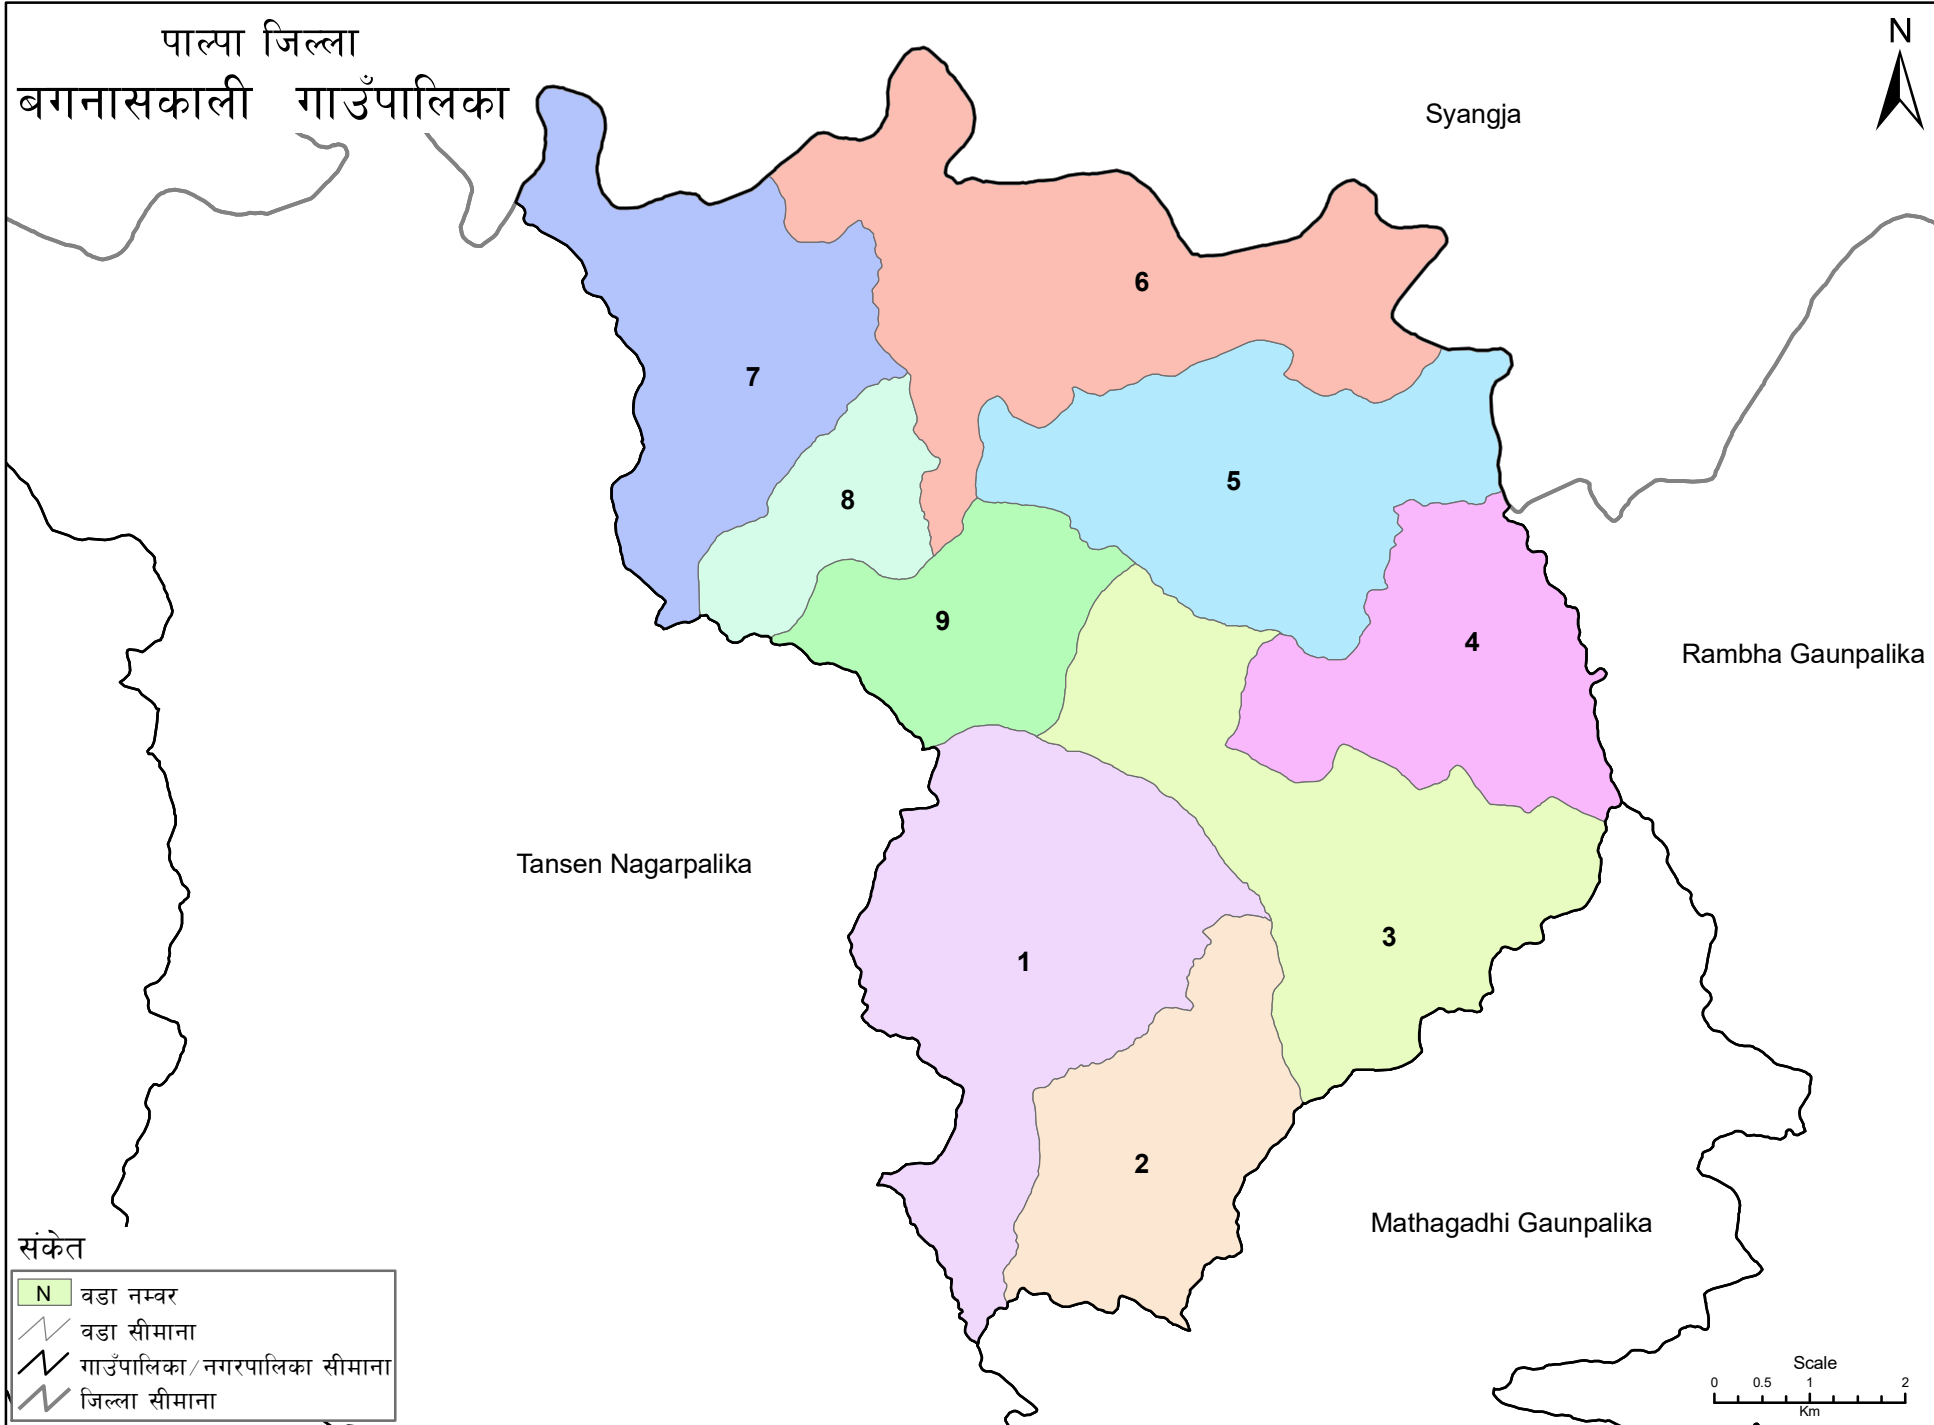 पाल्पा जिल्ला
बगनासकाली गाउँपालिका
N
Syangja
6
7
5
8
9
4
Rambha Gaunpalika
Tansen Nagarpalika
3
1
2
Mathagadhi Gaunpalika
संकेत
N वडा नम्वर
वडा सीमाना
गाउँपालिका/नगरपालिका सीमाना
जिल्ला सीमाना
Scale
0 0.5 1 2
Km